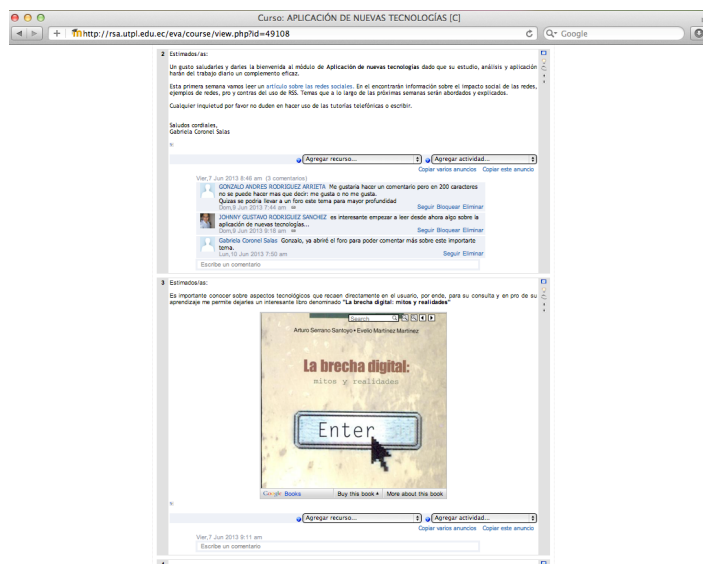 Curso: APLICACIÓN DE NUEVAS TECNOLOGÍAS [C]
http://rsa.utpl.edu.ec/eva/course/view.php?id=49108
Google
2 Estimados/as:
Un gusto saludarles y darles la bienvenida al módulo de Aplicación de nuevas tecnologías dado que su estudio, análisis y aplicación
harán del trabajo diario un complemento eficaz.
Esta primera semana vamos leer un artículo sobre las redes sociales. En el encontrarán información sobre el impacto social de las redes,
ejemplos de redes, pro y contras del uso de RSS. Temas que a lo largo de las próximas semanas serán abordados y explicados.
Cualquier inquietud por favor no duden en hacer uso de las tutorías telefónicas o escribir.
Saludos cordiales,
Gabriela Coronel Salas
Agregar recurso... Agregar actividad...
Copiar varios anuncios Copiar este anuncio
Vier,7 Jun 2013 8:46 am (3 comentarios)
GONZALO ANDRES RODRIGUEZ ARRIETA Me gustaría hacer un comentario pero en 200 caracteres
no se puede hacer mas que decir: me gusta o no me gusta.
Quizas se podría llevar a un foro este tema para mayor profundidad
Dom,9 Jun 2013 7:44 am Seguir Bloquear Eliminar
JOHNNY GUSTAVO RODRIGUEZ SANCHEZ es interesante empezar a leer desde ahora algo sobre la
aplicación de nuevas tecnologías...
Dom,9 Jun 2013 9:16 am Seguir Bloquear Eliminar
Gabriela Coronel Salas Gonzalo, ya abriké el foro para poder comentar más sobre este importante
tema.
Lun,10 Jun 2013 7:50 am Seguir Eliminar
Escribe un comentario
3 Estimados/as:
Es importante conocer sobre aspectos tecnológicos que recaen directamente en el usuario, por ende, para su consulta y en pro de su
aprendizaje me permite dejarles un interesante libro denominado "La brecha digital: mitos y realidades"
Search
Arturo Serrano Santoyo • Evelio Martínez Martínez
La brecha digital:
mitos y realidades
Enter
Google Books Buy this book More about this book
Agregar recurso... Agregar actividad...
Copiar varios anuncios Copiar este anuncio
Vier,7 Jun 2013 9:11 am
Escribe un comentario
4